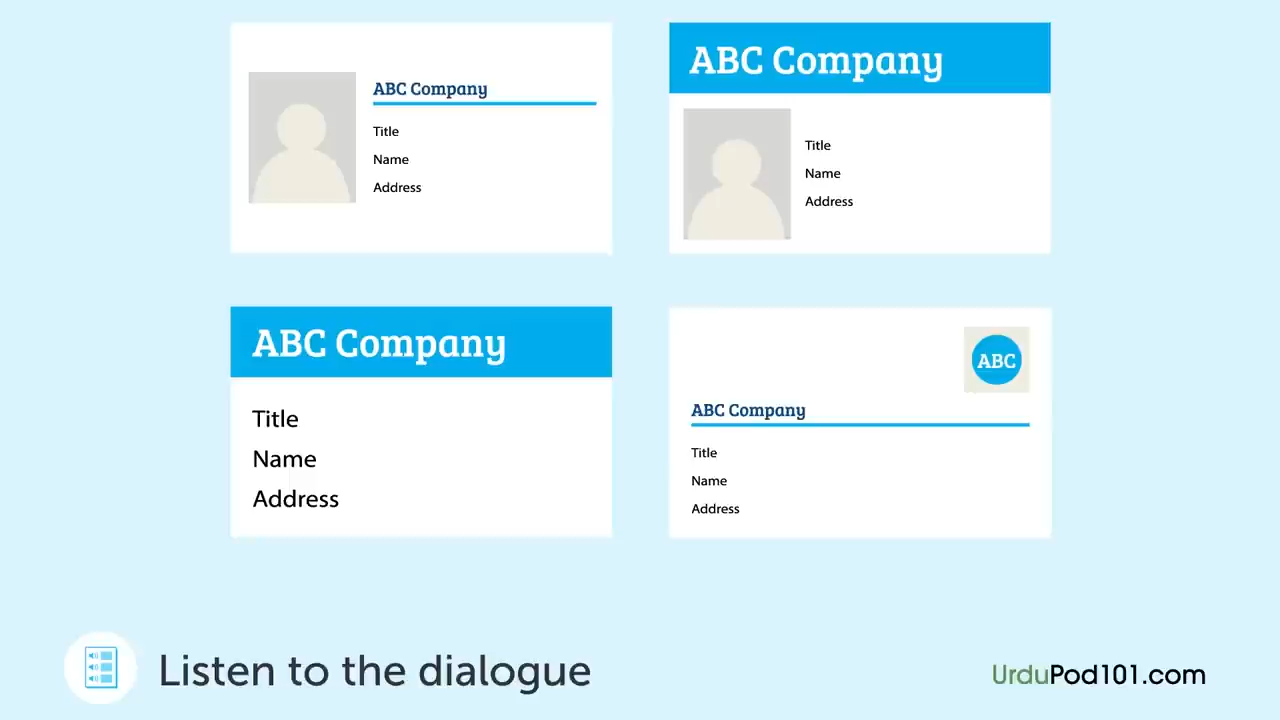 ABC Company
Title
Name
Address
ABC Company
Title
Name
Address
ABC Company
Title
Name
Address
ABC
ABC Company
Title
Name
Address
Listen to the dialogue
UrduPod101.com